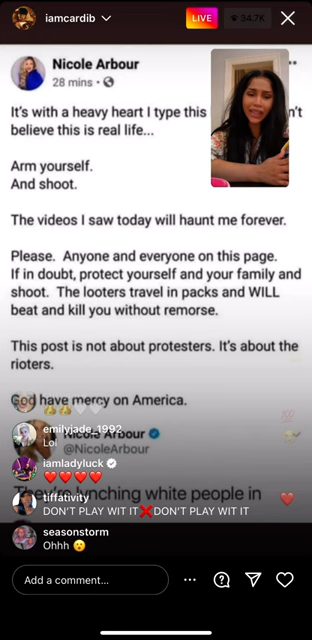 iamcardib
LIVE
34.7K
Nicole Arbour
28 mins
It's with a heavy heart I type this n't
believe this is real life...
Arm yourself.
And shoot.
The videos I saw today will haunt me forever.
Please. Anyone and everyone on this page.
If in doubt, protect yourself and your family and
shoot. The looters travel in packs and WILL
beat and kill you without remorse.
This post is not about protesters. It's about the
rioters.
God have mercy on America.
emilyjade_1992
Nicole Arbour
Lol
@NicoleArbour
iamladyluck
❤️❤️❤️❤️
They're lynching white people in
tiffativity
DON'T PLAY WIT IT❌DON'T PLAY WIT IT
seasonstorm
Ohhh 😮
Add a comment...